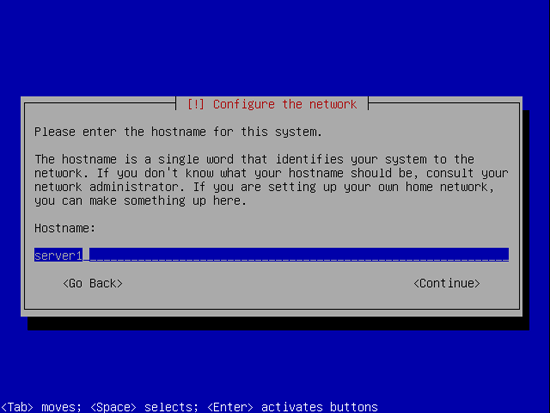 [!] Configure the network
Please enter the hostname for this system.
The hostname is a single word that identifies your system to the
network. If you don't know what your hostname should be, consult your
network administrator. If you are setting up your own home network,
you can make something up here.
Hostname:
server1
<Go Back> <Continue>
<Tab> moves; <Space> selects; <Enter> activates buttons